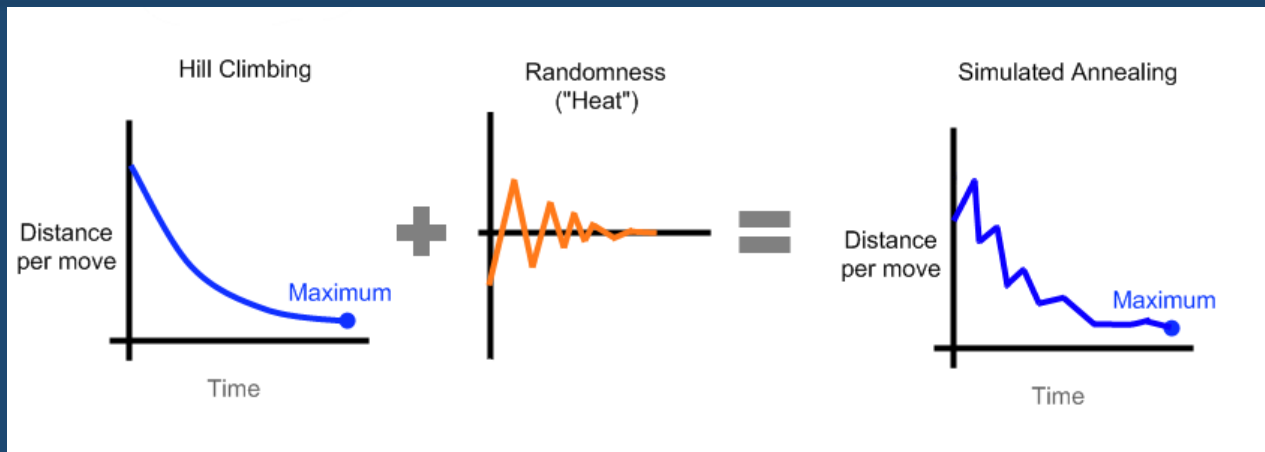 Hill Climbing
Distance
per move
Maximum
Time
Randomness
("Heat")
Simulated Annealing
Distance
per move
Maximum
Time